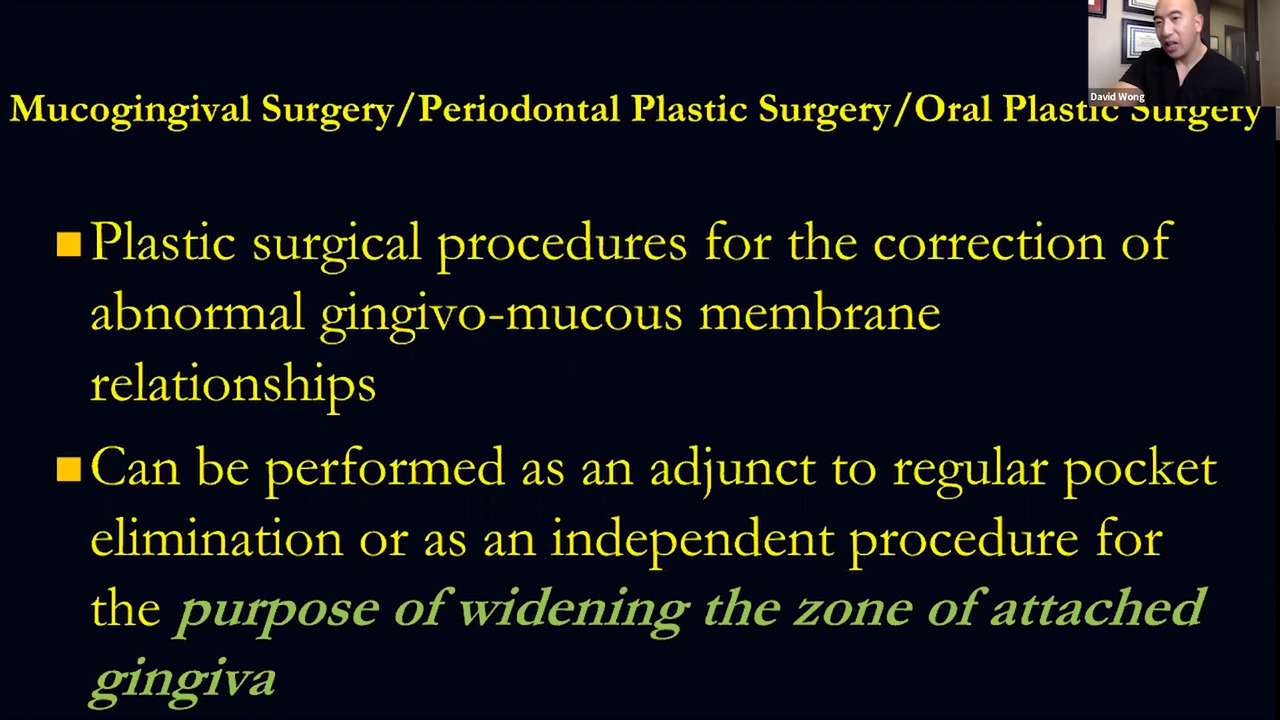 Mucogingival Surgery/Periodontal Plastic Surgery/Oral Plastic Surgery
David Wong
Plastic surgical procedures for the correction of
abnormal gingivo-mucous membrane
relationships
Can be performed as an adjunct to regular pocket
elimination or as an independent procedure for
the purpose of widening the zone of attached
gingiva